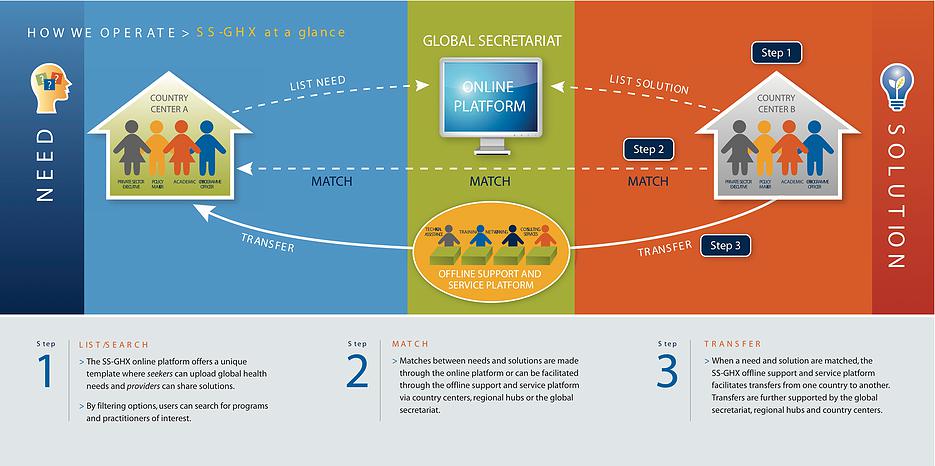 HOW WE OPERATE > SS-GHX at a glance
GLOBAL SECRETARIAT
Step 1
NEED
COUNTRY
CENTER A
PRIVATE SECTOR
EXECUTIVE
POLICY
MAKER
ACADEMIC
PROGRAMME
OFFICER
LIST NEED
ONLINE
PLATFORM
LIST SOLUTION
COUNTRY
CENTER B
PRIVATE SECTOR
EXECUTIVE
POLICY
MAKER
ACADEMIC
PROGRAMME
OFFICER
SOLUTION
Step 2
MATCH
MATCH
MATCH
TRANSFER
TECHNICAL
ASSISTANCE
TRAINING
NETWORKING
CONSULTING
SERVICES
OFFLINE SUPPORT AND
SERVICE PLATFORM
TRANSFER
Step 3
Step
1
LIST/SEARCH
> The SS-GHX online platform offers a unique
template where seekers can upload global health
needs and providers can share solutions.
> By filtering options, users can search for programs
and practitioners of interest.
Step
2
MATCH
> Matches between needs and solutions are made
through the online platform or can be facilitated
through the offline support and service platform
via country centers, regional hubs or the global
secretariat.
Step
3
TRANSFER
> When a need and solution are matched, the
SS-GHX offline support and service platform
facilitates transfers from one country to another.
Transfers are further supported by the global
secretariat, regional hubs and country centers.